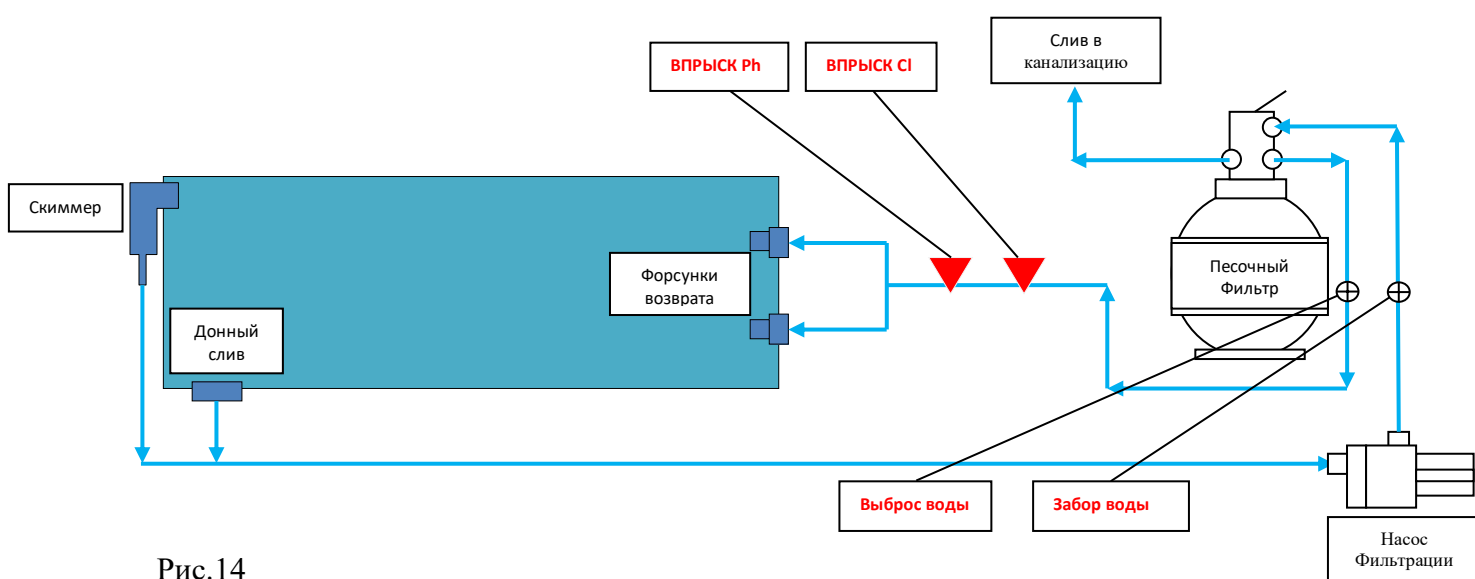 Слив в
канализацию
ВПРЫСК Ph
ВПРЫСК Cl
Скиммер
Форсунки
возврата
Песочный
Фильтр
Донный
слив
Выброс воды
Забор воды
Насос
Фильтрации
Рис.14